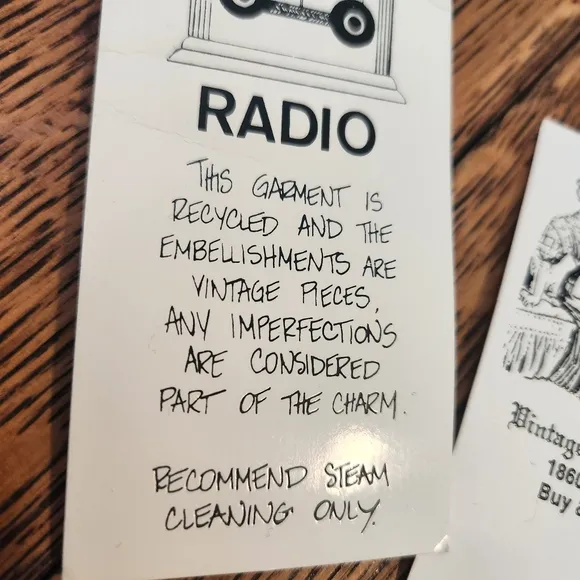 RADIO
THIS GARMENT IS
RECYCLED AND THE
EMBELLISHMENTS ARE
VINTAGE PIECES.
ANY IMPERFECTIONS
ARE CONSIDERED
PART OF THE CHARM.
RECOMMEND STEAM
CLEANING ONLY.
Vintage
1860
Buy &